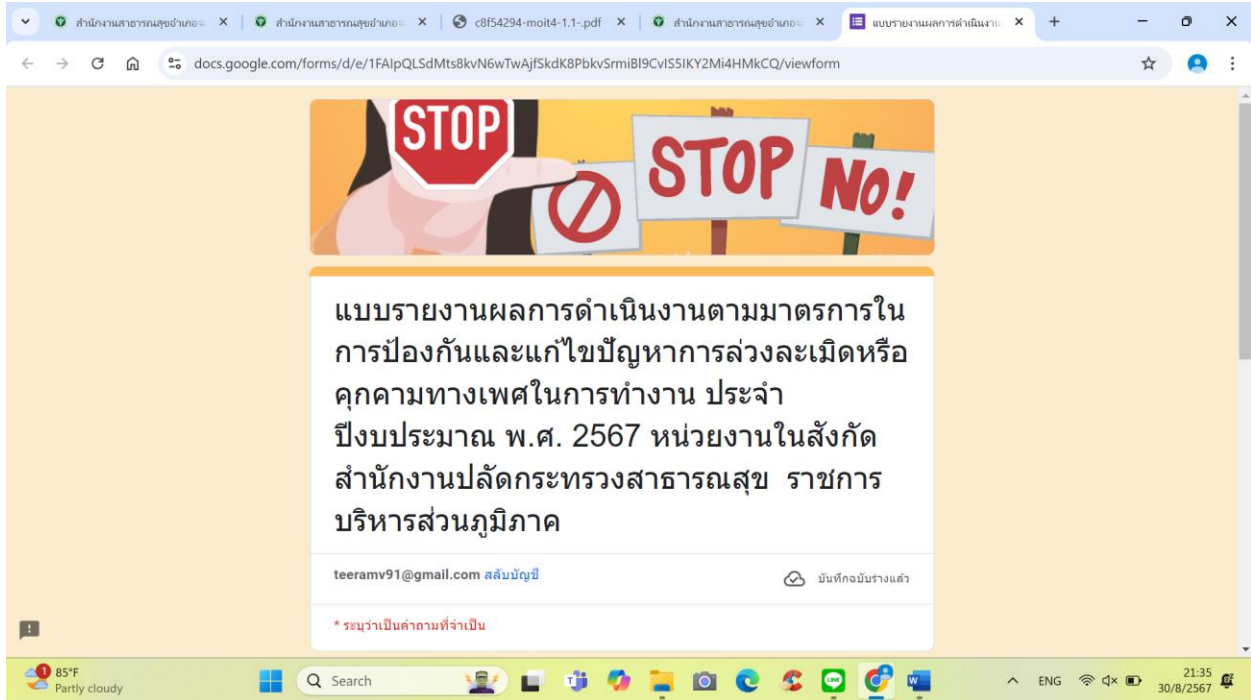 สำนักงานสาธารณสุขอำเภอ
สำนักงานสาธารณสุขอำเภอ
c8f54294-moit4-1.1-.pdf
สำนักงานสาธารณสุขอำเภอ
แบบรายงานผลการดำเนินงาน
docs.google.com/forms/d/e/1FAIpQLSdMts8kvN6wTwAjfSkdK8PbkvSrmiBl9CvIS5IKY2Mi4HMkCQ/viewform
STOP
STOP
NO!
แบบรายงานผลการดำเนินงานตามมาตรการใน
การป้องกันและแก้ไขปัญหาการล่วงละเมิดหรือ
คุกคามทางเพศในการทำงาน ประจำ
ปีงบประมาณ พ.ศ. 2567 หน่วยงานในสังกัด
สำนักงานปลัดกระทรวงสาธารณสุข ราชการ
บริหารส่วนภูมิภาค
teeramv91@gmail.com สลับบัญชี
บันทึกฉบับร่างแล้ว
* ระบุว่าเป็นคำถามที่จำเป็น
1
85°F
Partly cloudy
Search
ENG
21:35
30/8/2567